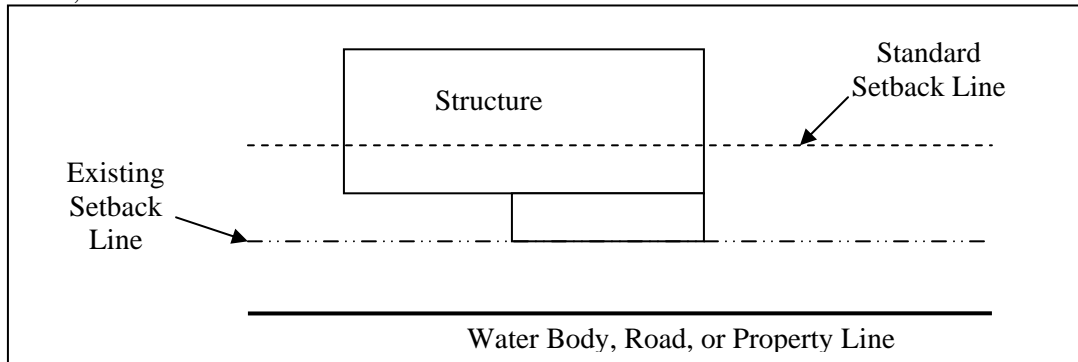 Structure
Standard
Setback Line
Existing
Setback
Line
Water Body, Road, or Property Line